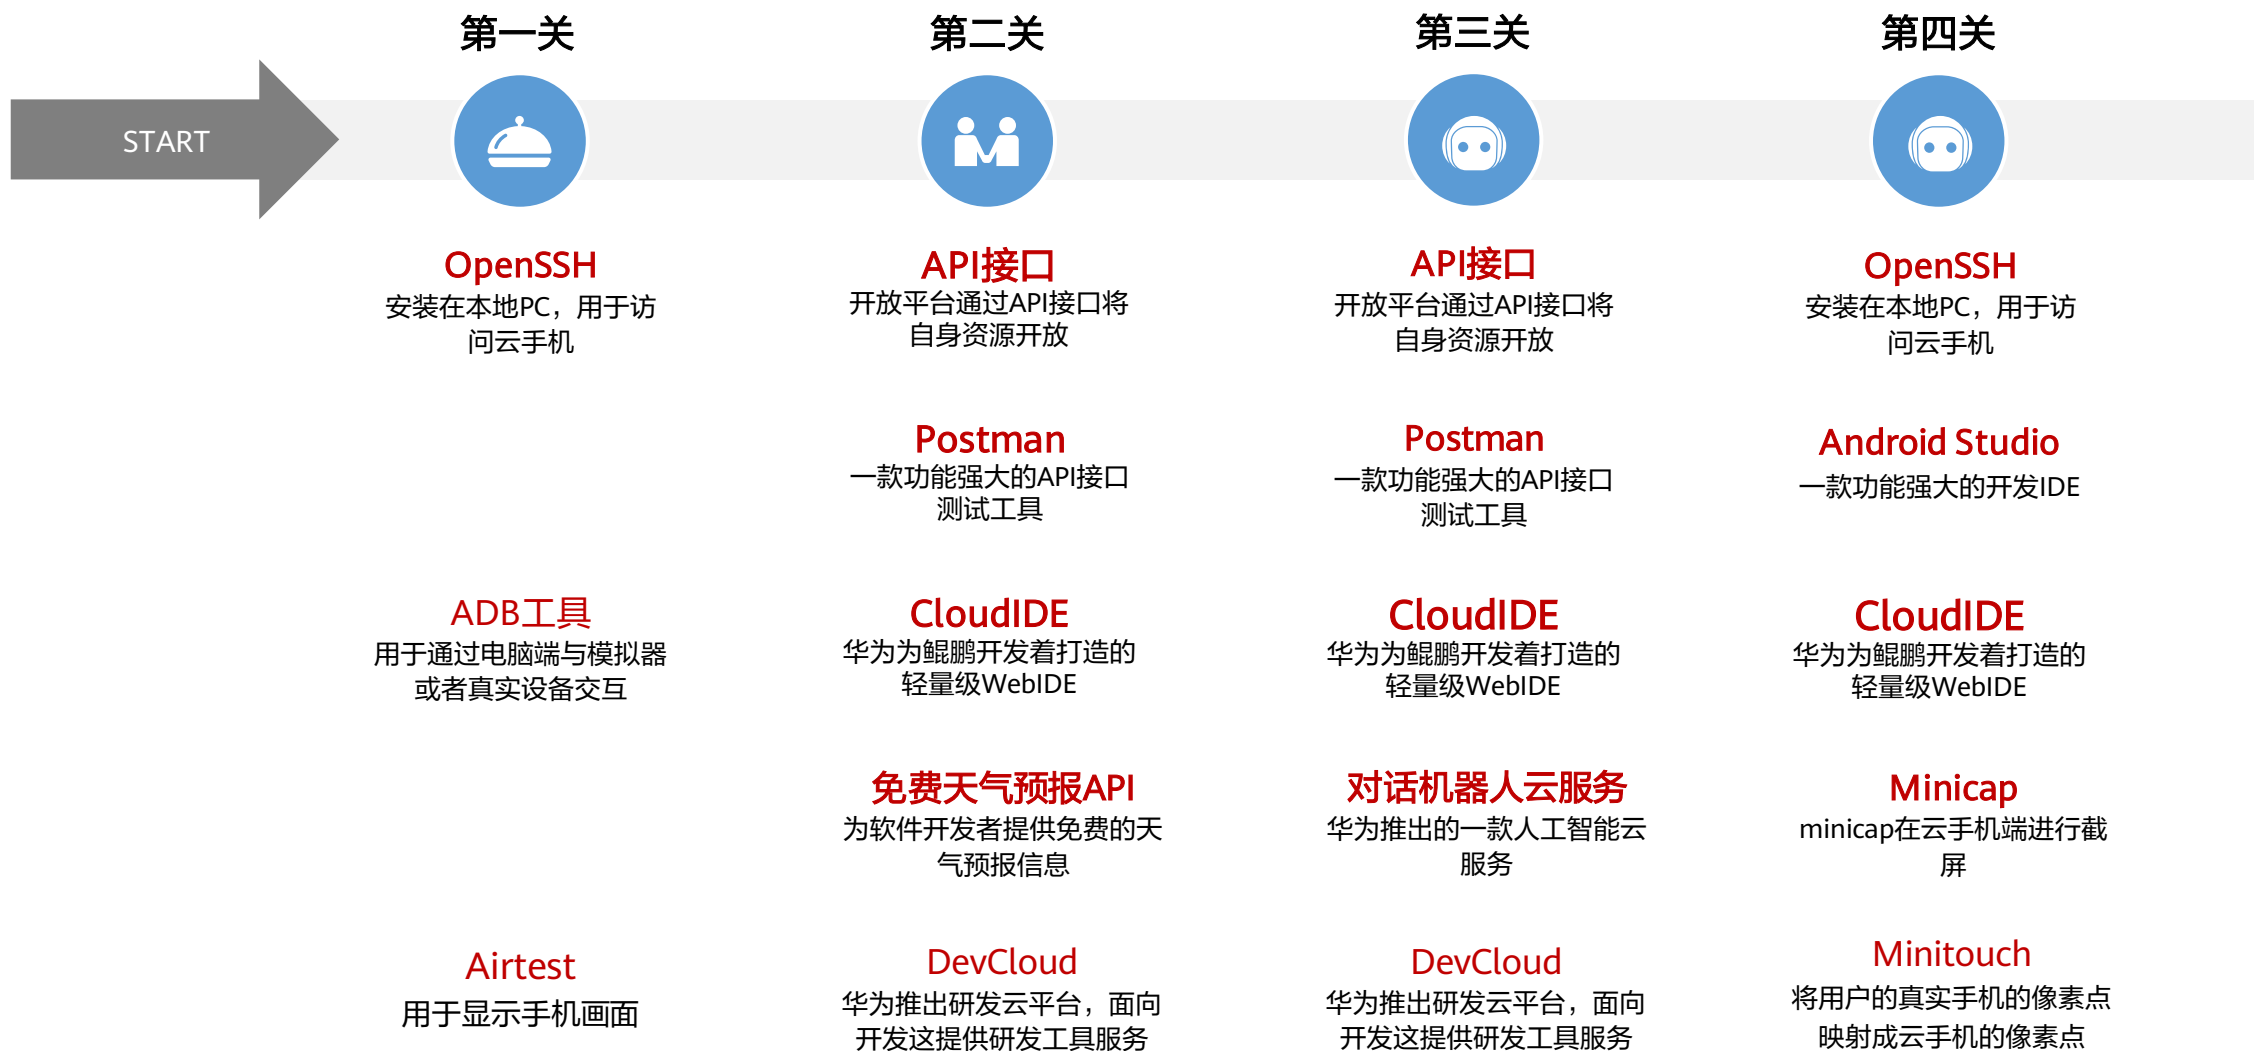 第一关
第二关
第三关
第四关
START
OpenSSH
安装在本地PC，用于访
问云手机
API接口
开放平台通过API接口将
自身资源开放
API接口
开放平台通过API接口将
自身资源开放
OpenSSH
安装在本地PC，用于访
问云手机
Postman
一款功能强大的API接口
测试工具
Postman
一款功能强大的API接口
测试工具
Android Studio
一款功能强大的开发IDE
ADB工具
用于通过电脑端与模拟器
或者真实设备交互
CloudIDE
华为为鲲鹏开发着打造的
轻量级WebIDE
CloudIDE
华为为鲲鹏开发着打造的
轻量级WebIDE
CloudIDE
华为为鲲鹏开发着打造的
轻量级WebIDE
免费天气预报API
为软件开发者提供免费的天
气预报信息
对话机器人云服务
华为推出的一款人工智能云
服务
Minicap
minicap在云手机端进行截
屏
Airtest
用于显示手机画面
DevCloud
华为推出研发云平台，面向
开发这提供研发工具服务
DevCloud
华为推出研发云平台，面向
开发这提供研发工具服务
Minitouch
将用户的真实手机的像素点
映射成云手机的像素点